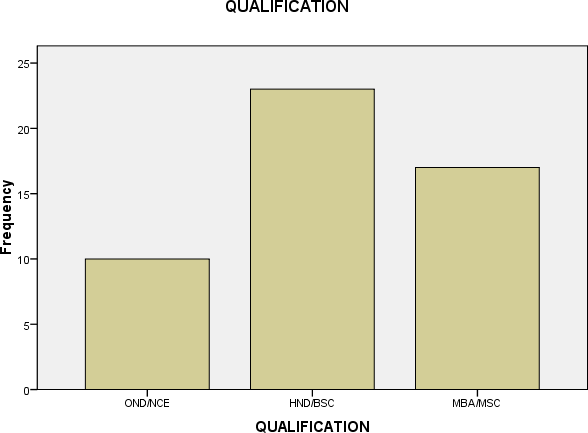 QUALIFICATION
Frequency
25
20
15
10
5
0
OND/NCE HND/BSC MBA/MSC
QUALIFICATION